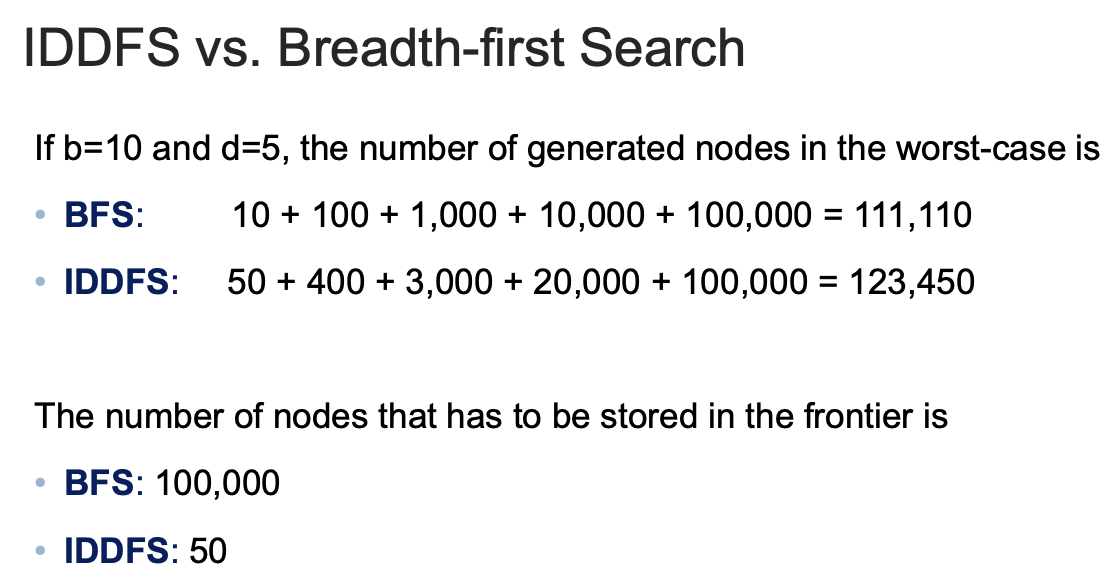 IDDFS vs. Breadth-first Search
If b=10 and d=5, the number of generated nodes in the worst-case is
• BFS: 10 + 100 + 1,000 + 10,000 + 100,000 = 111,110
• IDDFS: 50 + 400 + 3,000 + 20,000 + 100,000 = 123,450
The number of nodes that has to be stored in the frontier is
• BFS: 100,000
• IDDFS: 50